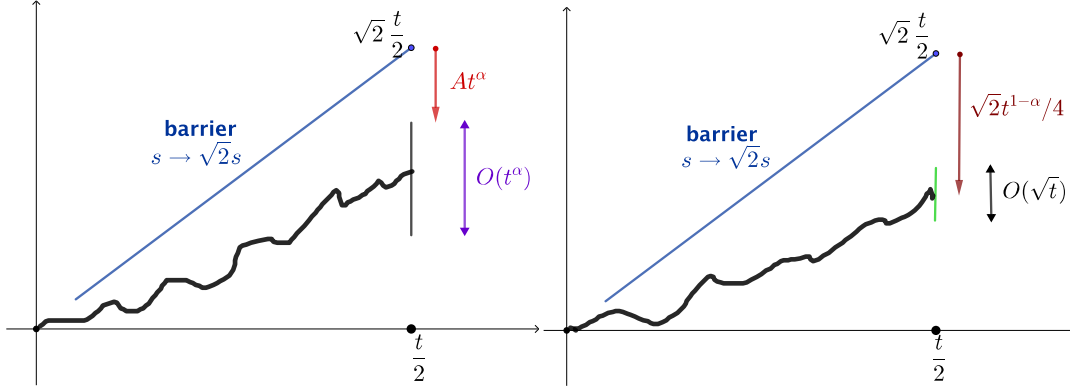 √2 t/2
At^α
barrier
s → √2s
O(t^α)
t/2
√2 t/2
√2t^{1−α}/4
barrier
s → √2s
O(√t)
t/2